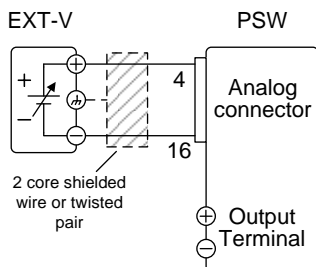 EXT-V
PSW
+
−
+
−
4
16
Analog
connector
2 core shielded
wire or twisted
pair
+
−
Output
Terminal